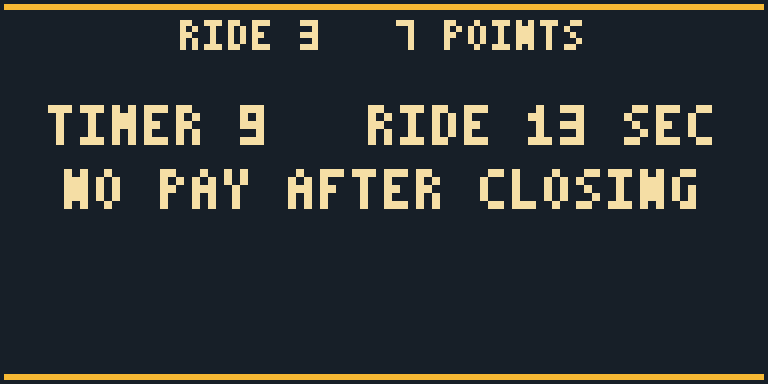 RIDE 3 7 POINTS
TIMER 9 RIDE 13 SEC
NO PAY AFTER CLOSING